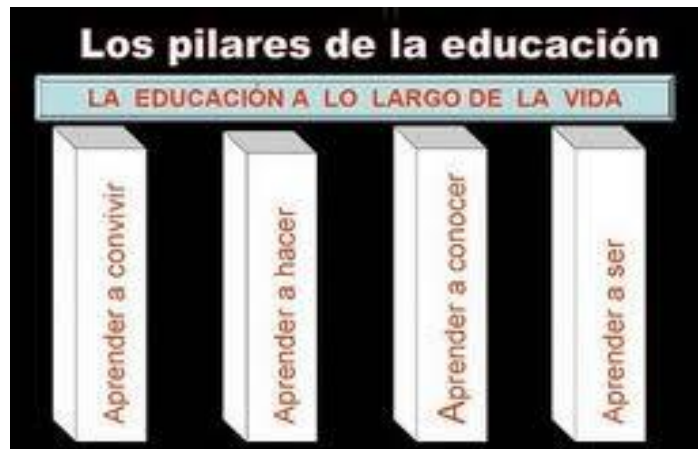 Los pilares de la educación
LA EDUCACIÓN A LO LARGO DE LA VIDA
Aprender a convivir
Aprender a hacer
Aprender a conocer
Aprender a ser